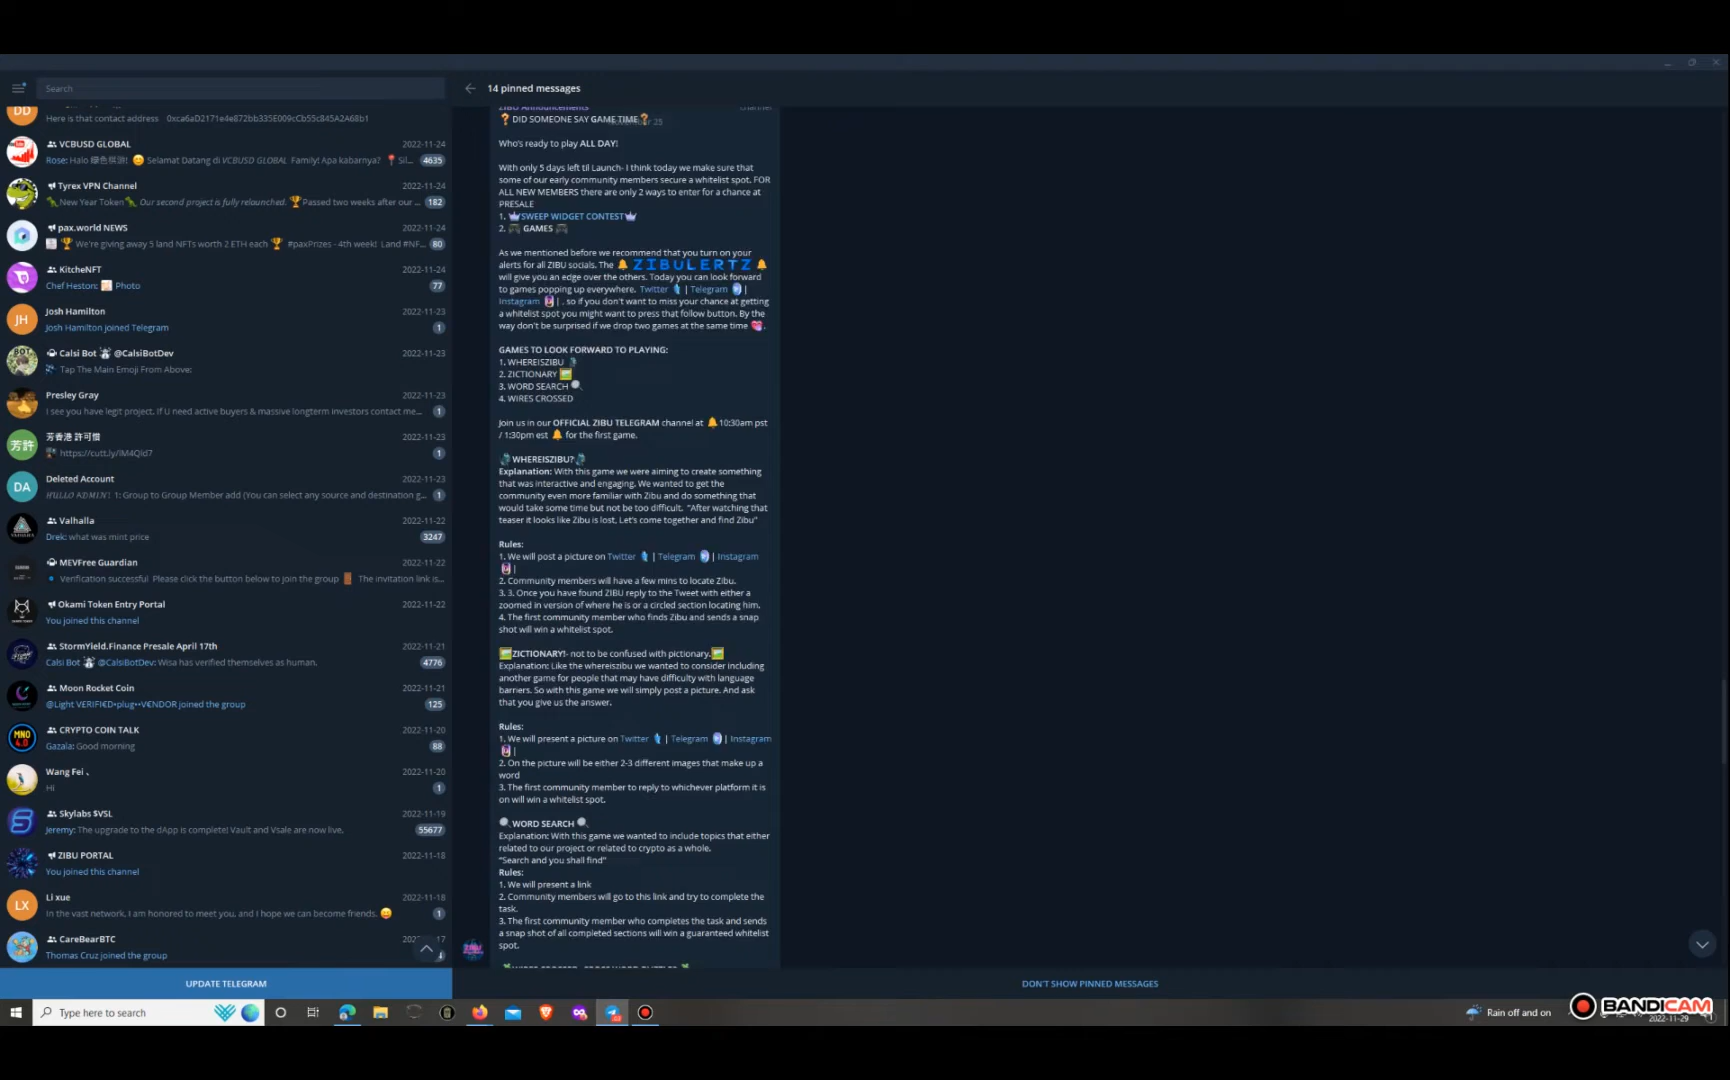 Search
14 pinned messages
DD
Here is that contact address 0xca6aD2171e4e872bb335E009cCb55c845A2A68b1
VCBUSD GLOBAL 2022-11-24
Rose: Halo 绿色棋游! 😊 Selamat Datang di VCBUSD GLOBAL Family! Apa kabarnya? 📍 Sil... 4635
Tyrex VPN Channel 2022-11-24
🦖New Year Token🦖 Our second project is fully relaunched. 🏆Passed two weeks after our ... 182
pax.world NEWS 2022-11-24
🏆 We're giving away 5 land NFTs worth 2 ETH each 🏆 #paxPrizes - 4th week! Land #NF... 80
KitcheNFT 2022-11-24
Chef Heston: Photo 77
JH
Josh Hamilton 2022-11-23
Josh Hamilton joined Telegram 1
Calsi Bot @CalsiBotDev 2022-11-23
Tap The Main Emoji From Above:
Presley Gray 2022-11-23
I see you have legit project. If U need active buyers & massive longterm investors contact me... 1
芳許
芳香港 許可惯 2022-11-23
https://cutt.ly/IM4Qld7 1
DA
Deleted Account 2022-11-23
HELLO ADMIN! 1: Group to Group Member add (You can select any source and destination g... 1
Valhalla 2022-11-22
Drek: what was mint price 3247
MEVFree Guardian 2022-11-22
Verification successful Please click the button below to join the group 🚪 The invitation link is...
Okami Token Entry Portal 2022-11-22
You joined this channel
StormYield.Finance Presale April 17th 2022-11-21
Calsi Bot @CalsiBotDev: Wisa has verified themselves as human. 4776
Moon Rocket Coin 2022-11-21
@Light VERIFI€D•plug••V€NDOR joined the group 125
MNO
4.0
CRYPTO COIN TALK 2022-11-20
Gazala: Good morning 88
Wang Fei 、 2022-11-20
Hi 1
Skylabs $VSL 2022-11-19
Jeremy: The upgrade to the dApp is complete! Vault and Vsale are now live. 55677
ZIBU PORTAL 2022-11-18
You joined this channel
LX
Li xue 2022-11-18
In the vast network, I am honored to meet you, and I hope we can become friends. 😊 1
CareBearBTC
Thomas Cruz joined the group
UPDATE TELEGRAM
ZIBU Announcements channel
❓DID SOMEONE SAY GAME TIME❓
Who's ready to play ALL DAY!
With only 5 days left til Launch- I think today we make sure that
some of our early community members secure a whitelist spot. FOR
ALL NEW MEMBERS there are only 2 ways to enter for a chance at
PRESALE
1. 👑SWEEP WIDGET CONTEST👑
2. 🎮 GAMES 🎮
As we mentioned before we recommend that you turn on your
alerts for all ZIBU socials. The 🔔 ZIBULERTZ 🔔
will give you an edge over the others. Today you can look forward
to games popping up everywhere. Twitter | Telegram |
Instagram | , so if you don't want to miss your chance at getting
a whitelist spot you might want to press that follow button. By the
way don't be surprised if we drop two games at the same time 💖.
GAMES TO LOOK FORWARD TO PLAYING:
1. WHEREISZIBU
2. ZICTIONARY 🖼
3. WORD SEARCH 🔍
4. WIRES CROSSED
Join us in our OFFICIAL ZIBU TELEGRAM channel at 🔔10:30am pst
/ 1:30pm est 🔔 for the first game.
WHEREISZIBU?
Explanation: With this game we were aiming to create something
that was interactive and engaging. We wanted to get the
community even more familiar with Zibu and do something that
would take some time but not be too difficult. "After watching that
teaser it looks like Zibu is lost, Let's come together and find Zibu"
Rules:
1. We will post a picture on Twitter | Telegram | Instagram
|
2. Community members will have a few mins to locate Zibu.
3. 3. Once you have found ZIBU reply to the Tweet with either a
zoomed in version of where he is or a circled section locating him.
4. The first community member who finds Zibu and sends a snap
shot will win a whitelist spot.
🖼ZICTIONARY!- not to be confused with pictionary.🖼
Explanation: Like the whereiszibu we wanted to consider including
another game for people that may have difficulty with language
barriers. So with this game we will simply post a picture. And ask
that you give us the answer.
Rules:
1. We will present a picture on Twitter | Telegram | Instagram
|
2. On the picture will be either 2-3 different images that make up a
word
3. The first community member to reply to whichever platform it is
on will win a whitelist spot.
🔍WORD SEARCH🔍
Explanation: With this game we wanted to include topics that either
related to our project or related to crypto as a whole.
"Search and you shall find"
Rules:
1. We will present a link
2. Community members will go to this link and try to complete the
task.
3. The first community member who completes the task and sends
a snap shot of all completed sections will win a guaranteed whitelist
spot.
DON'T SHOW PINNED MESSAGES
Type here to search
Rain off and on
2022-11-29
BANDICAM